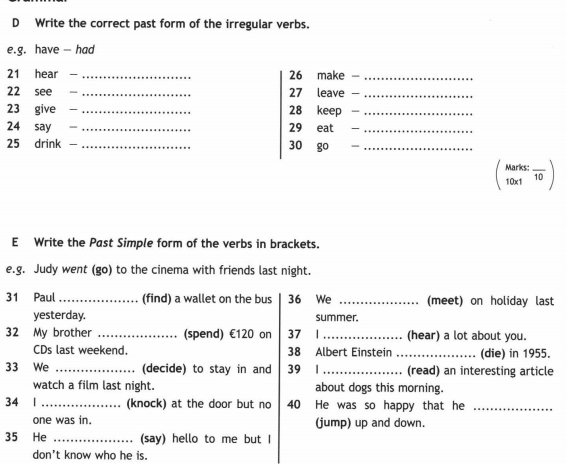 D Write the correct past form of the irregular verbs.
e.g. have – had
21 hear – ..........................
22 see – ..........................
23 give – ..........................
24 say – ..........................
25 drink – ..........................
26 make – ..........................
27 leave – ..........................
28 keep – ..........................
29 eat – ..........................
30 go – ..........................
Marks: __
10x1 10
E Write the Past Simple form of the verbs in brackets.
e.g. Judy went (go) to the cinema with friends last night.
31 Paul ................... (find) a wallet on the bus
yesterday.
32 My brother ................... (spend) €120 on
CDs last weekend.
33 We ................... (decide) to stay in and
watch a film last night.
34 I ................... (knock) at the door but no
one was in.
35 He ................... (say) hello to me but I
don't know who he is.
36 We ................... (meet) on holiday last
summer.
37 I ................... (hear) a lot about you.
38 Albert Einstein ................... (die) in 1955.
39 I ................... (read) an interesting article
about dogs this morning.
40 He was so happy that he ...................
(jump) up and down.